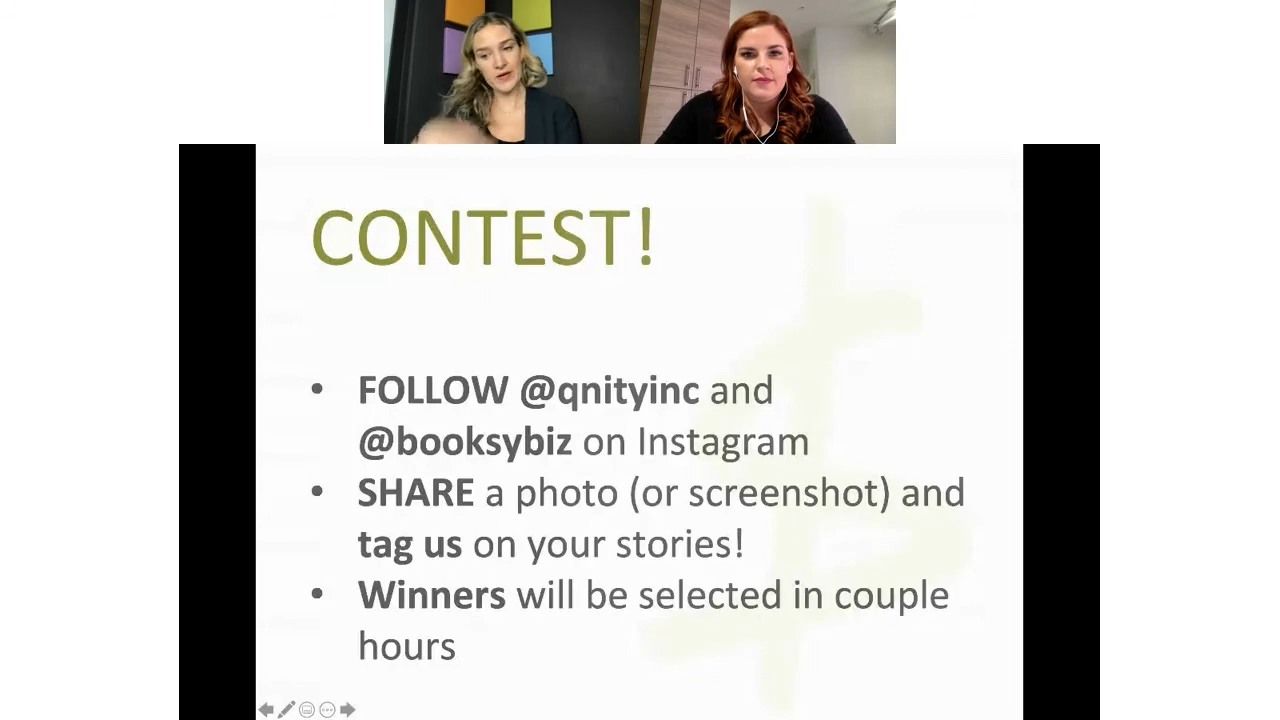 CONTEST!
• FOLLOW @qnityinc and
@booksybiz on Instagram
• SHARE a photo (or screenshot) and
tag us on your stories!
• Winners will be selected in couple
hours